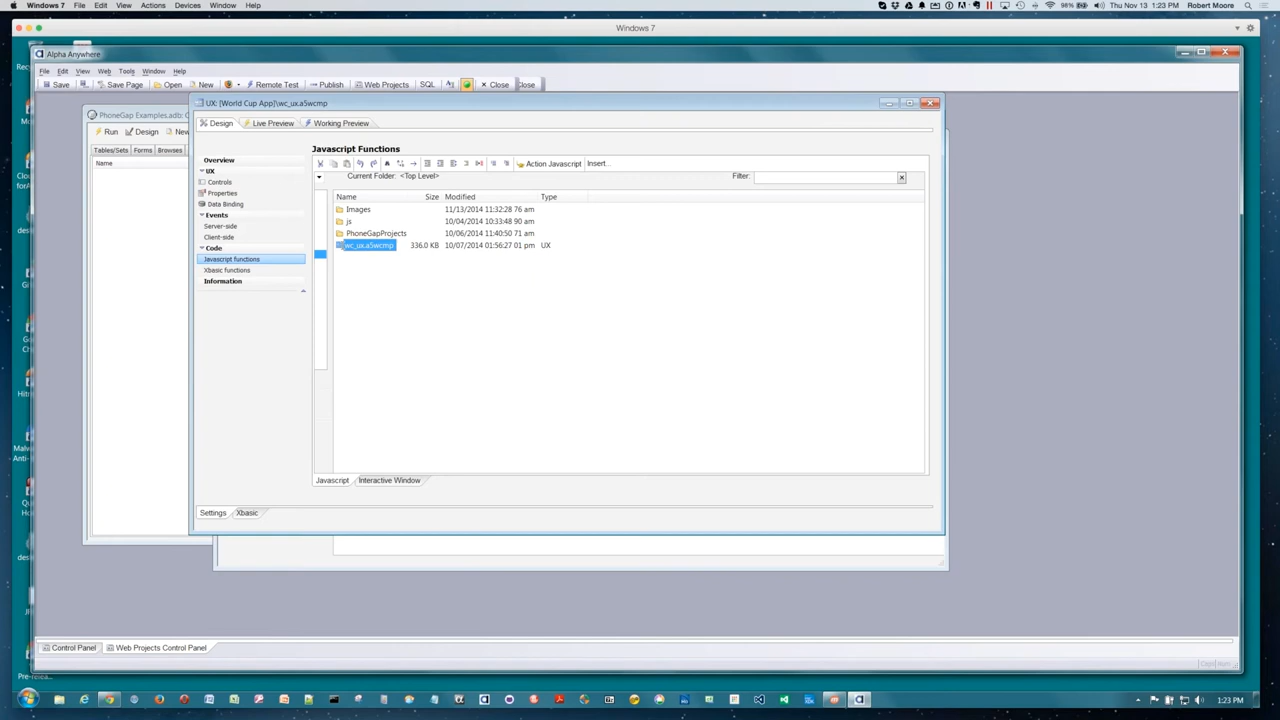 Windows 7 File Edit View Actions Devices Window Help 98% Thu Nov 13 1:23 PM Robert Moore
Windows 7
Alpha Anywhere
File Edit View Web Tools Window Help
Save Save Page Open New Remote Test Publish Web Projects SQL Close Close
UX: [World Cup App]\wc_ux.a5wcmp
PhoneGap Examples.adb: C
Design Live Preview Working Preview
Run Design New
Tables/Sets Forms Browses
Name
Javascript Functions
Overview
UX
Controls
Properties
Data Binding
Events
Server-side
Client-side
Code
Javascript functions
Xbasic functions
Information
Action Javascript Insert...
Current Folder: <Top Level> Filter:
Name Size Modified Type
Images 11/13/2014 11:32:28 76 am
js 10/04/2014 10:33:48 90 am
PhoneGapProjects 10/06/2014 11:40:50 71 am
wc_ux.a5wcmp 336.0 KB 10/07/2014 01:56:27 01 pm UX
Javascript Interactive Window
Settings Xbasic
Control Panel Web Projects Control Panel
Pre-relea...
1:23 PM